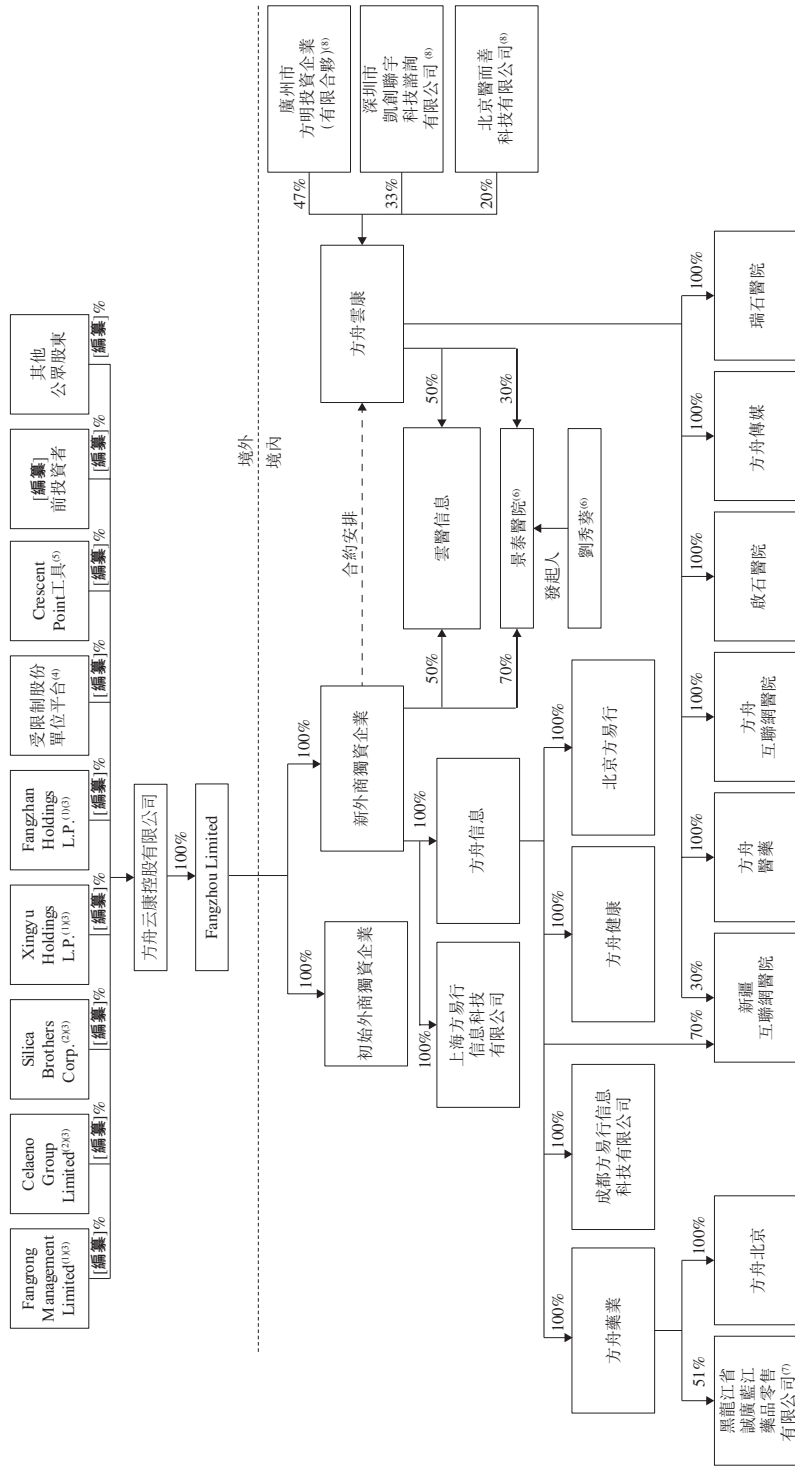 Fangrong
Management
Limited(1)(3)
Celaeno
Group
Limited(2)(3)
Silica
Brothers
Corp.(2)(3)
Xingyu
Holdings
L.P.(1)(3)
Fangzhan
Holdings
L.P.(1)(3)
受限制股份
單位平台(4)
Crescent
Point工具(5)
[編纂]
前投資者
其他
公眾股東
[編纂]%
[編纂]%
[編纂]%
[編纂]%
[編纂]%
[編纂]%
[編纂]%
[編纂]%
[編纂]%
方舟云康控股有限公司
100%
Fangzhou Limited
境外
境內
100%
100%
初始外商獨資企業
新外商獨資企業
合約安排
方舟雲康
47%
33%
20%
廣州市
方明投資企業
(有限合夥)(8)
深圳市
凱創聯宇
科技諮詢
有限公司(8)
北京醫而善
科技有限公司(8)
100%
100%
上海方易行
信息科技
有限公司
方舟信息
50%
50%
雲醫信息
70%
30%
景泰醫院(6)
發起人
劉秀葵(6)
100%
100%
100%
100%
方舟藥業
成都方易行信息
科技有限公司
方舟健康
北京方易行
51%
100%
70%
30%
100%
100%
100%
100%
100%
黑龍江省
誠廣藍江
藥品零售
有限公司(7)
方舟北京
新疆
互聯網醫院
方舟
醫藥
方舟
互聯網醫院
啟石醫院
方舟傳媒
瑞石醫院